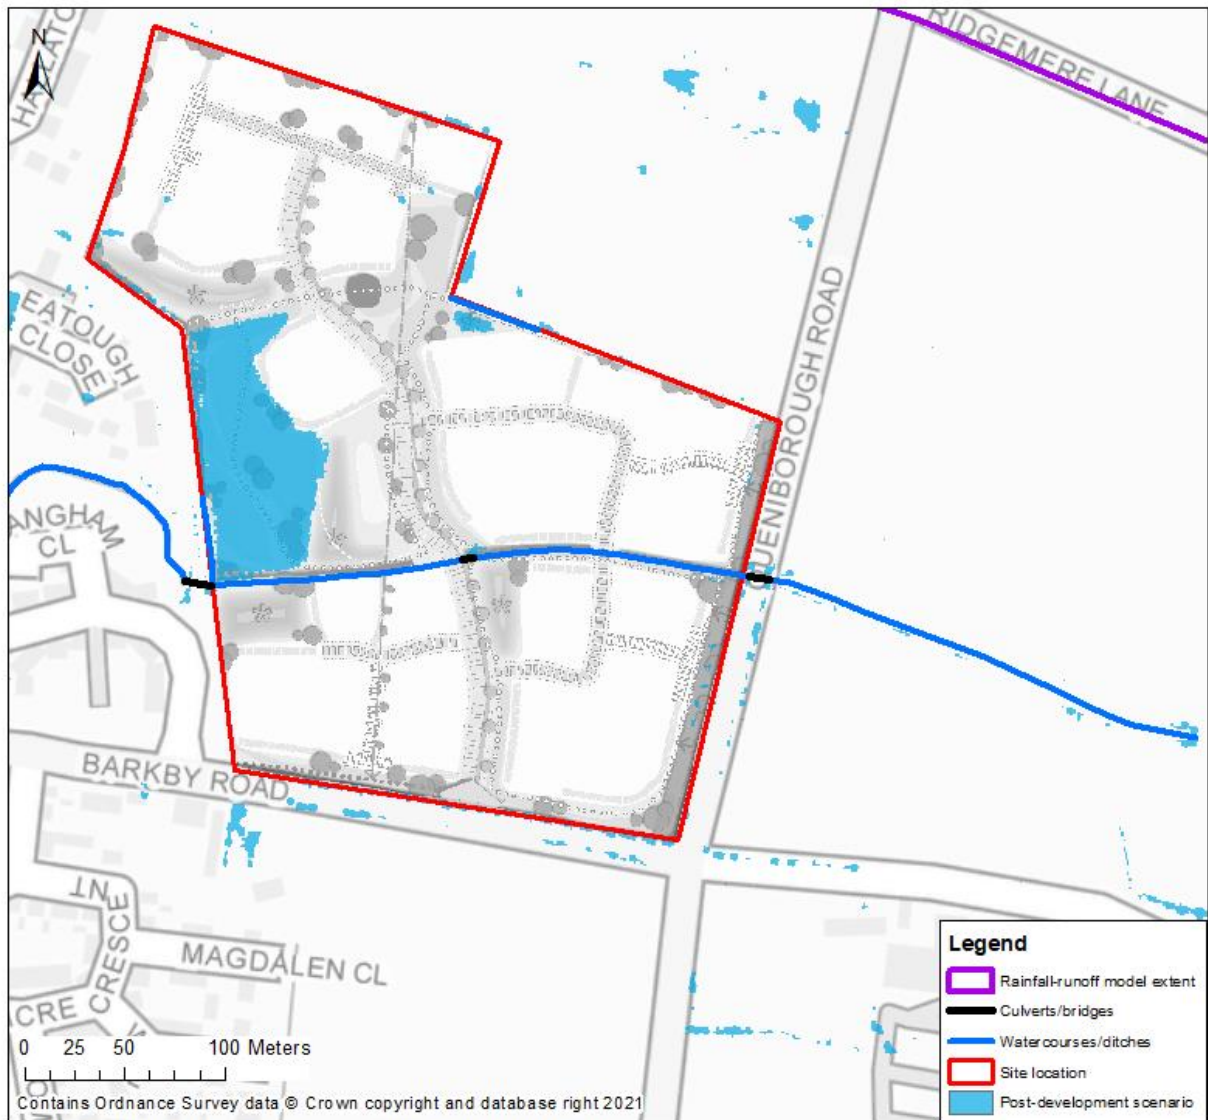 N
RIDGEMERE LANE
EATOUGH
CLOSE
QUENIBOROUGH ROAD
ANGHAM
CL
BARKBY ROAD
NT
CRESCE
MAGDALEN CL
CRE
0 25 50 100 Meters
Contains Ordnance Survey data © Crown copyright and database right 2021
Legend
Rainfall-runoff model extent
Culverts/bridges
Watercourses/ditches
Site location
Post-development scenario